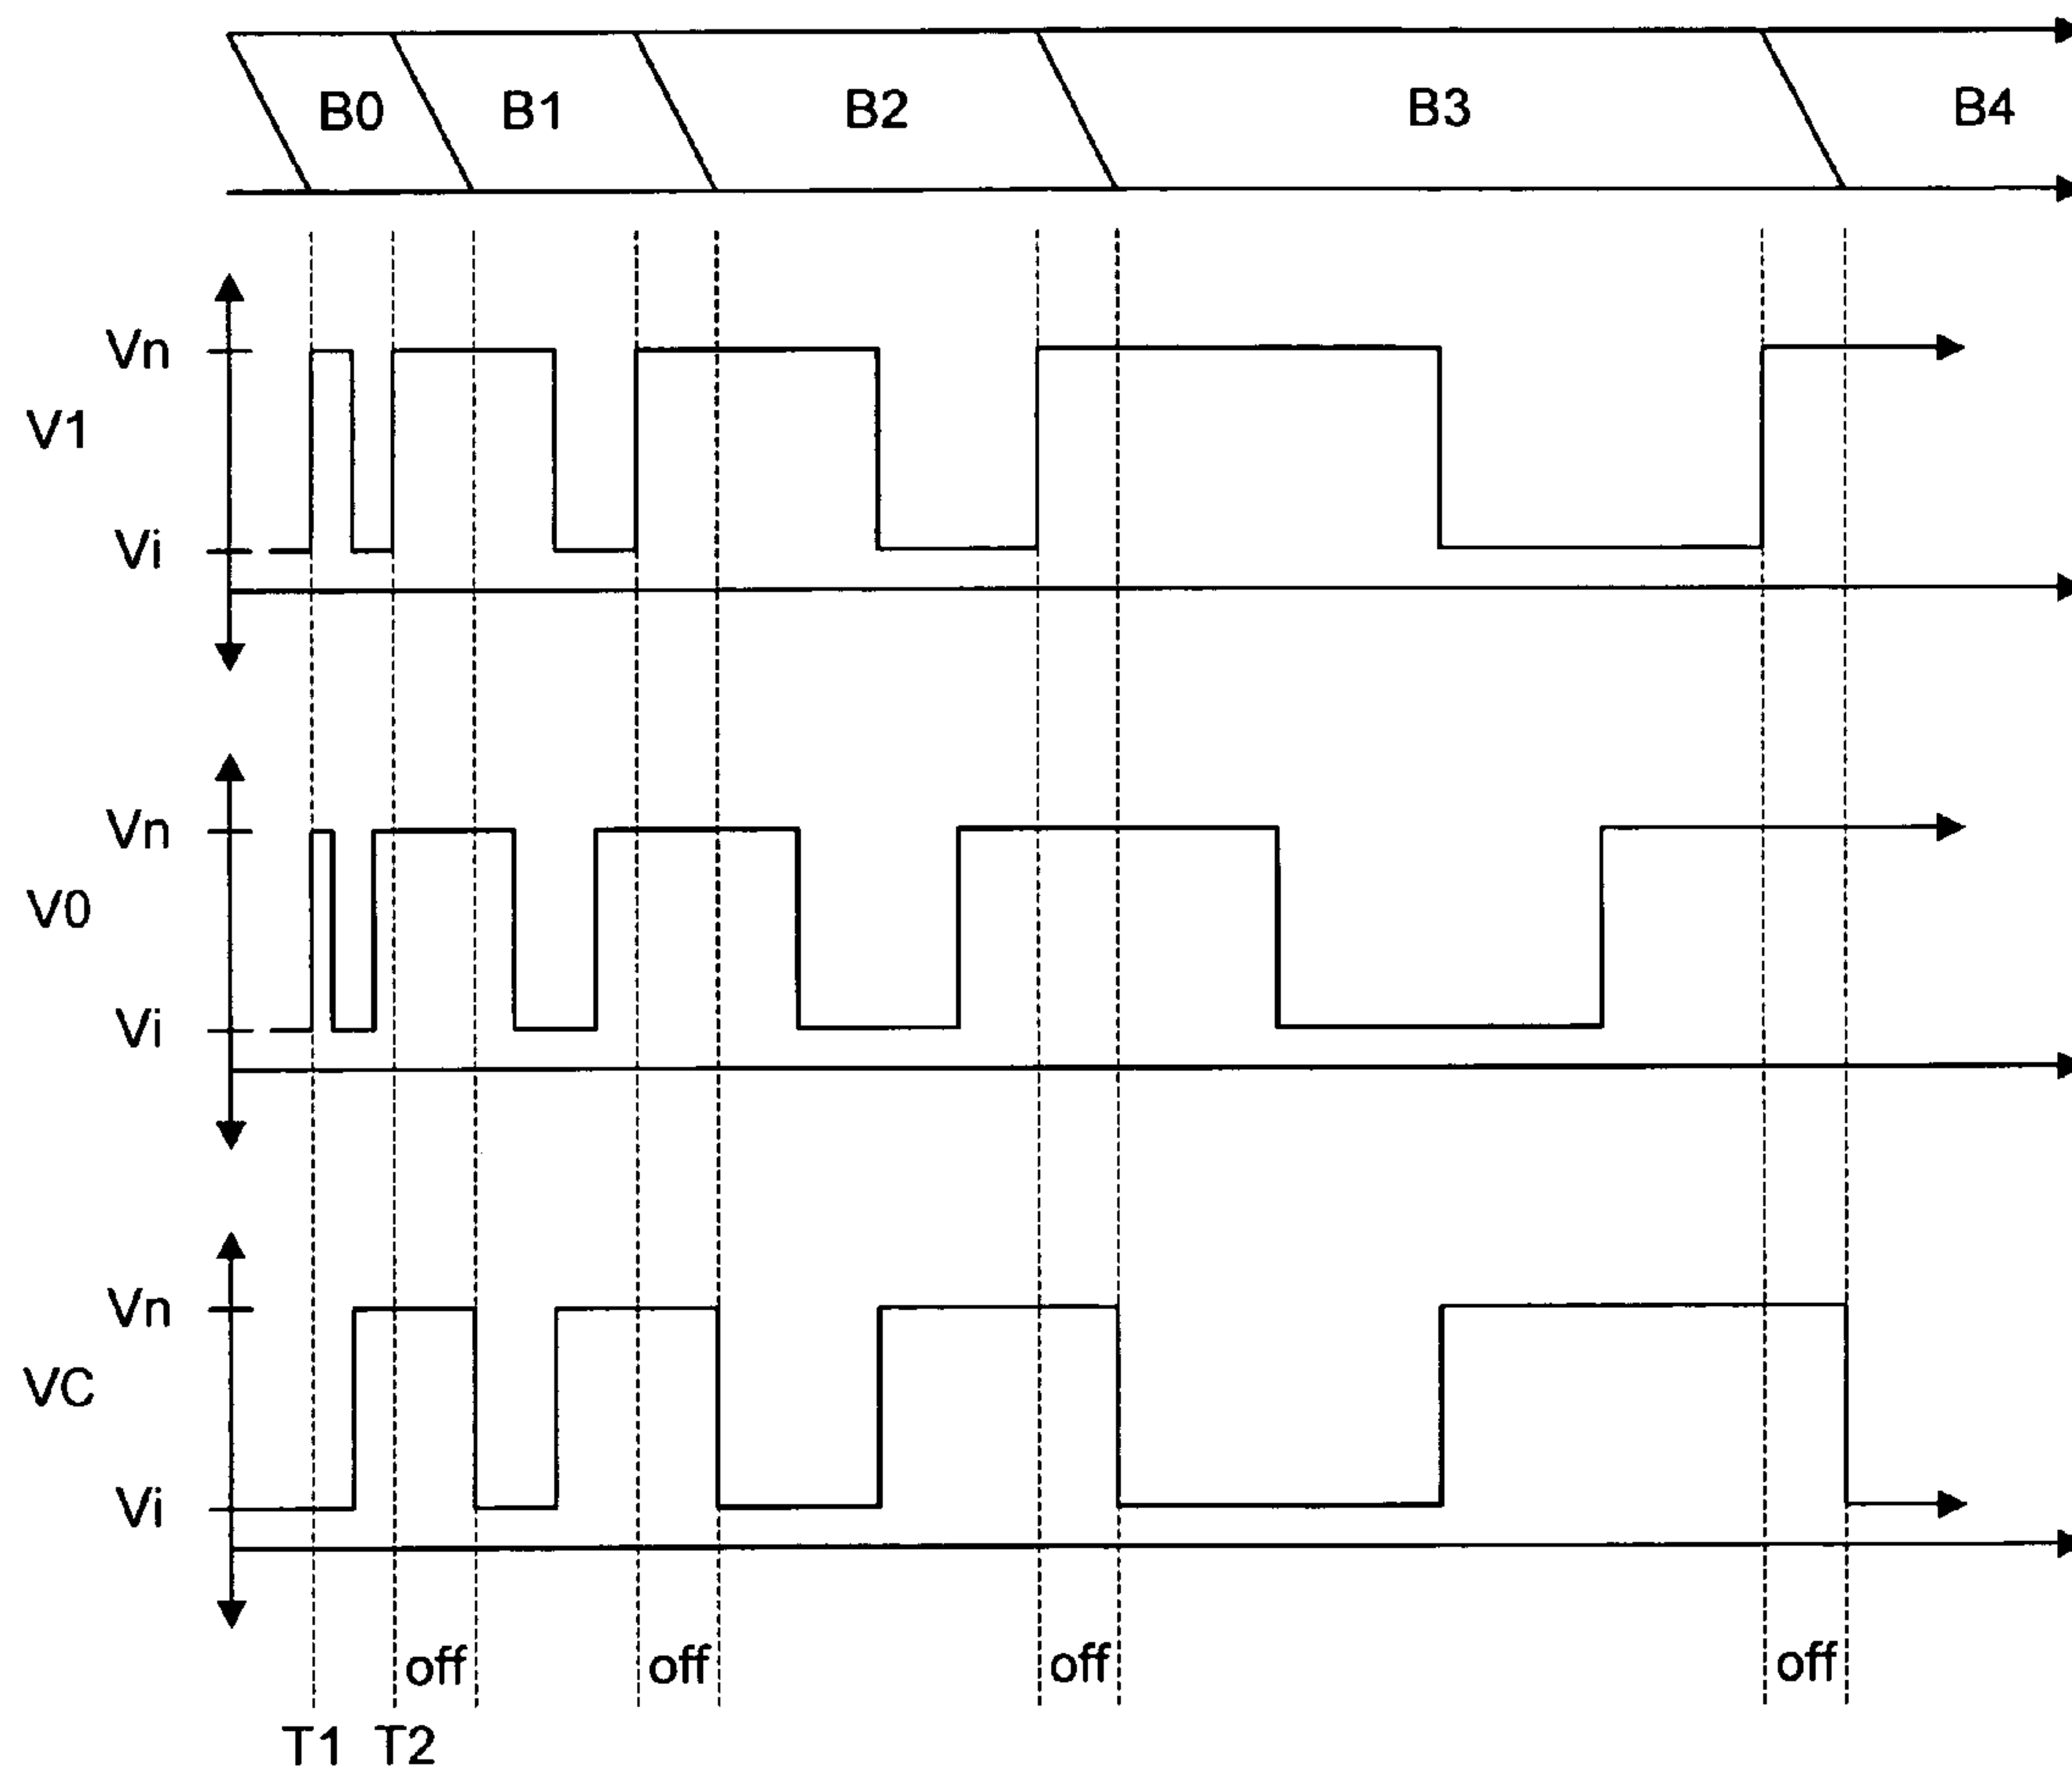 B0 B1 B2 B3 B4
Vn
V1
Vi
Vn
V0
Vi
Vn
VC
Vi
off off off off
T1 T2